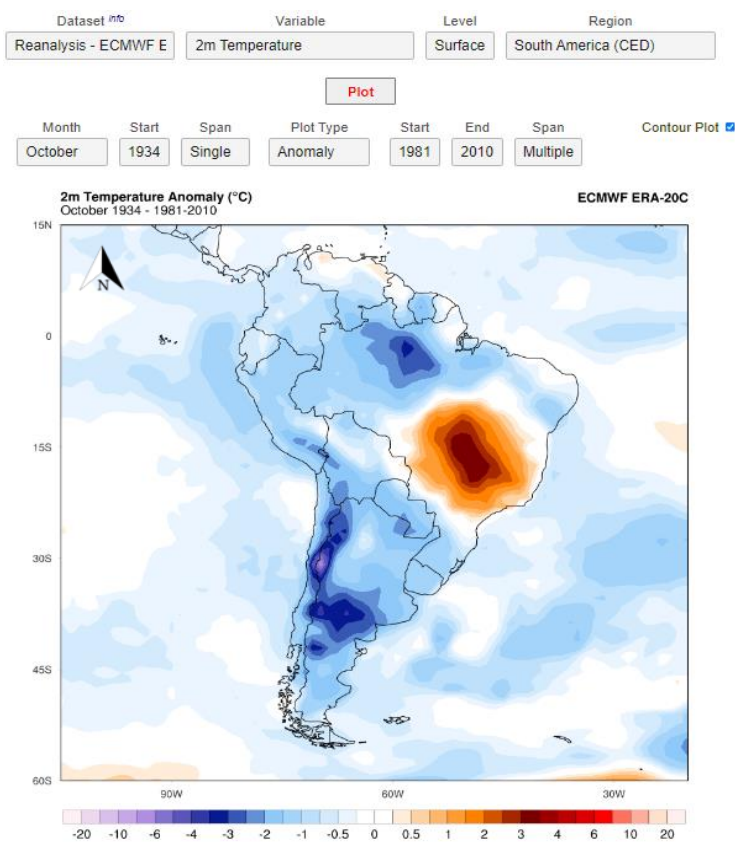 Dataset info Variable Level Region
Reanalysis - ECMWF E 2m Temperature Surface South America (CED)
Plot
Month Start Span Plot Type Start End Span Contour Plot
October 1934 Single Anomaly 1981 2010 Multiple
2m Temperature Anomaly (°C) ECMWF ERA-20C
October 1934 - 1981-2010
15N
N
0
15S
30S
45S
60S
90W 60W 30W
-20 -10 -6 -4 -3 -2 -1 -0.5 0 0.5 1 2 3 4 6 10 20